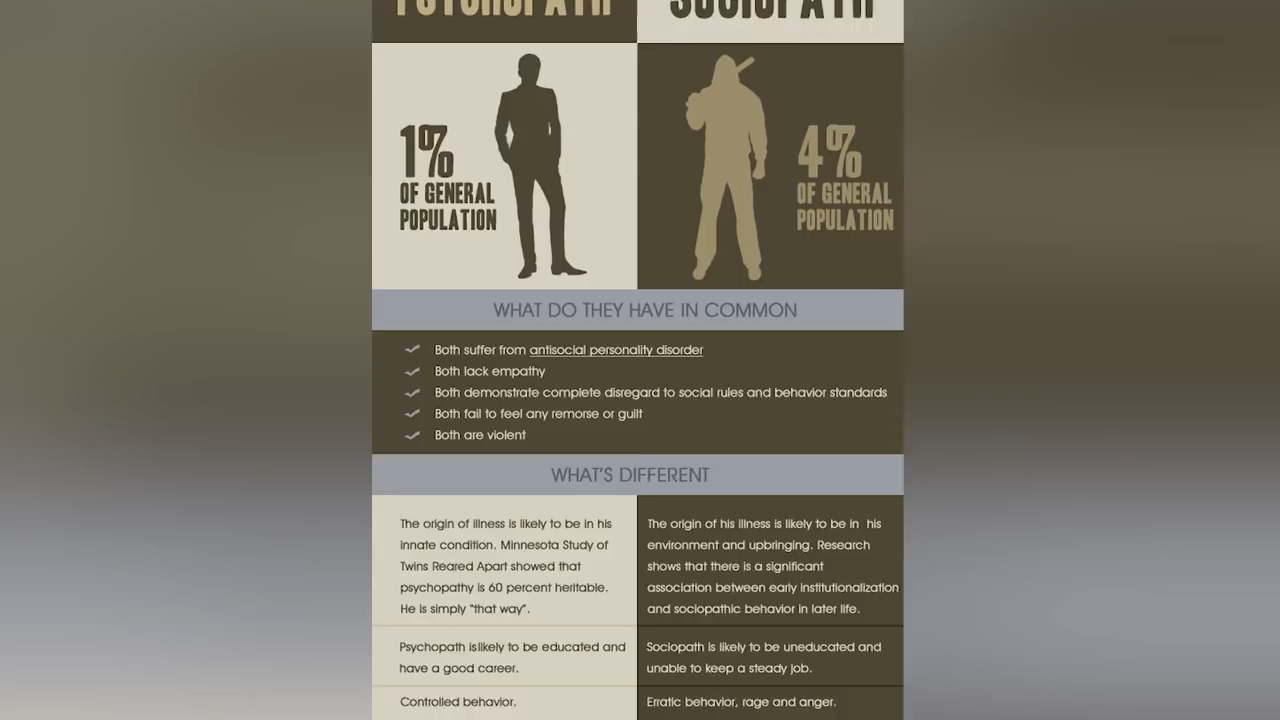 PSYCHOPATH
SOCIOPATH
1%
OF GENERAL
POPULATION
4%
OF GENERAL
POPULATION
WHAT DO THEY HAVE IN COMMON
Both suffer from antisocial personality disorder
Both lack empathy
Both demonstrate complete disregard to social rules and behavior standards
Both fail to feel any remorse or guilt
Both are violent
WHAT'S DIFFERENT
The origin of illness is likely to be in his
innate condition. Minnesota Study of
Twins Reared Apart showed that
psychopathy is 60 percent heritable.
He is simply "that way".
The origin of his illness is likely to be in his
environment and upbringing. Research
shows that there is a significant
association between early institutionalization
and sociopathic behavior in later life.
Psychopath is likely to be educated and
have a good career.
Sociopath is likely to be uneducated and
unable to keep a steady job.
Controlled behavior.
Erratic behavior, rage and anger.